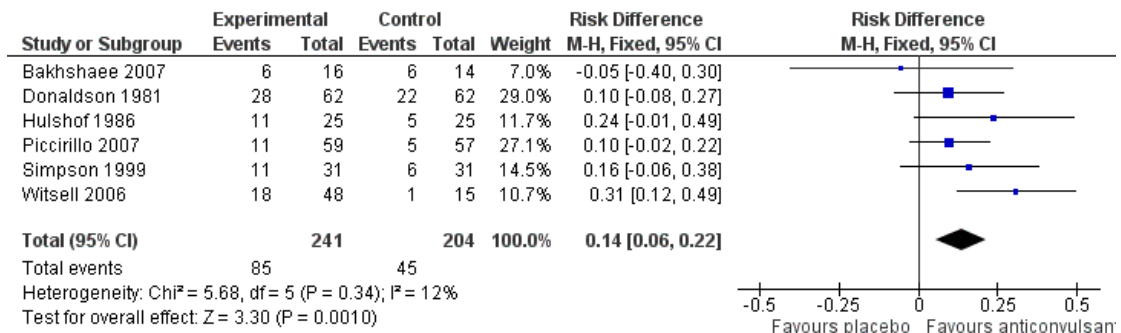 Experimental Control Risk Difference Risk Difference
Study or Subgroup Events Total Events Total Weight M-H, Fixed, 95% CI M-H, Fixed, 95% CI
Bakhshaee 2007 6 16 6 14 7.0% -0.05 [-0.40, 0.30]
Donaldson 1981 28 62 22 62 29.0% 0.10 [-0.08, 0.27]
Hulshof 1986 11 25 5 25 11.7% 0.24 [-0.01, 0.49]
Piccirillo 2007 11 59 5 57 27.1% 0.10 [-0.02, 0.22]
Simpson 1999 11 31 6 31 14.5% 0.16 [-0.06, 0.38]
Witsell 2006 18 48 1 15 10.7% 0.31 [0.12, 0.49]
Total (95% CI) 241 204 100.0% 0.14 [0.06, 0.22]
Total events 85 45
Heterogeneity: Chi² = 5.68, df = 5 (P = 0.34); I² = 12%
Test for overall effect: Z = 3.30 (P = 0.0010)
-0.5 -0.25 0 0.25 0.5
Favours placebo Favours anticonvulsan